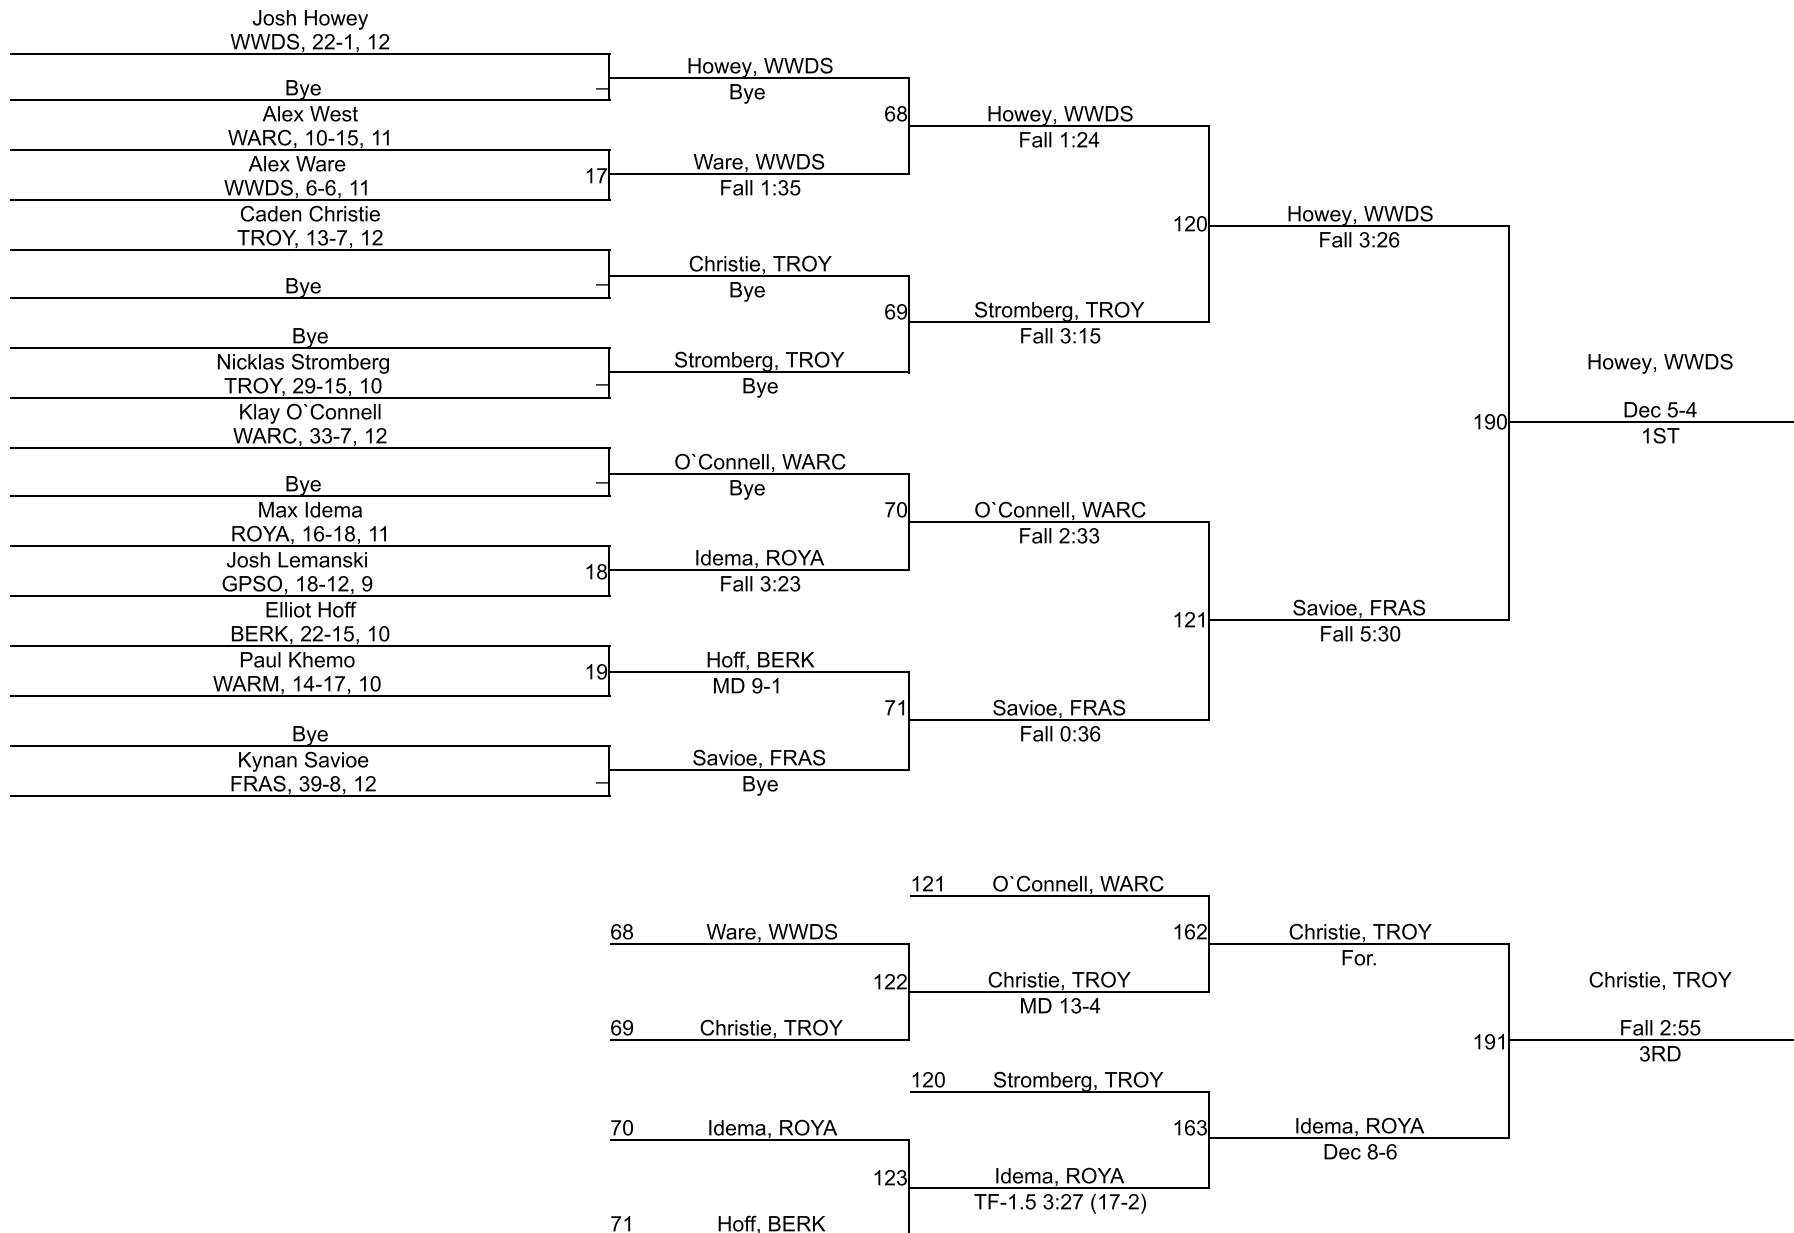 Josh Howey
WWDS, 22-1, 12
Bye
Alex West
WARC, 10-15, 11
Alex Ware
WWDS, 6-6, 11
17
Caden Christie
TROY, 13-7, 12
Bye
Bye
Nicklas Stromberg
TROY, 29-15, 10
Klay O`Connell
WARC, 33-7, 12
Bye
Max Idema
ROYA, 16-18, 11
Josh Lemanski
GPSO, 18-12, 9
18
Elliot Hoff
BERK, 22-15, 10
Paul Khemo
WARM, 14-17, 10
19
Bye
Kynan Savioe
FRAS, 39-8, 12
Howey, WWDS
Bye
68
Ware, WWDS
Fall 1:35
Christie, TROY
Bye
69
Stromberg, TROY
Bye
O`Connell, WARC
Bye
70
Idema, ROYA
Fall 3:23
Hoff, BERK
MD 9-1
71
Savioe, FRAS
Bye
Howey, WWDS
Fall 1:24
120
Stromberg, TROY
Fall 3:15
O`Connell, WARC
Fall 2:33
121
Savioe, FRAS
Fall 0:36
Howey, WWDS
Fall 3:26
190
Savioe, FRAS
Fall 5:30
Howey, WWDS
Dec 5-4
1ST
68 Ware, WWDS
122
69 Christie, TROY
70 Idema, ROYA
123
71 Hoff, BERK
121 O`Connell, WARC
162
Christie, TROY
MD 13-4
120 Stromberg, TROY
163
Idema, ROYA
TF-1.5 3:27 (17-2)
Christie, TROY
For.
191
Idema, ROYA
Dec 8-6
Christie, TROY
Fall 2:55
3RD